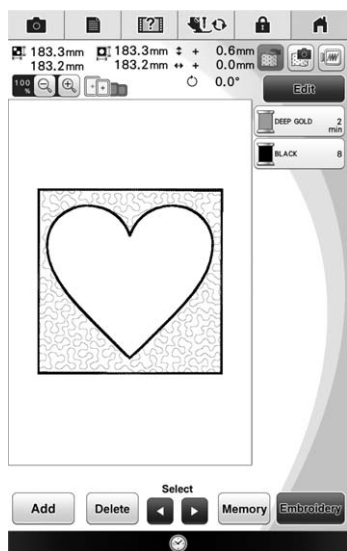 183.3mm 183.3mm + 0.6mm
183.2mm 183.2mm + 0.0mm
100 % 0.0°
Edit
DEEP GOLD 2 min
BLACK 8
Select
Add Delete Memory Embroidery